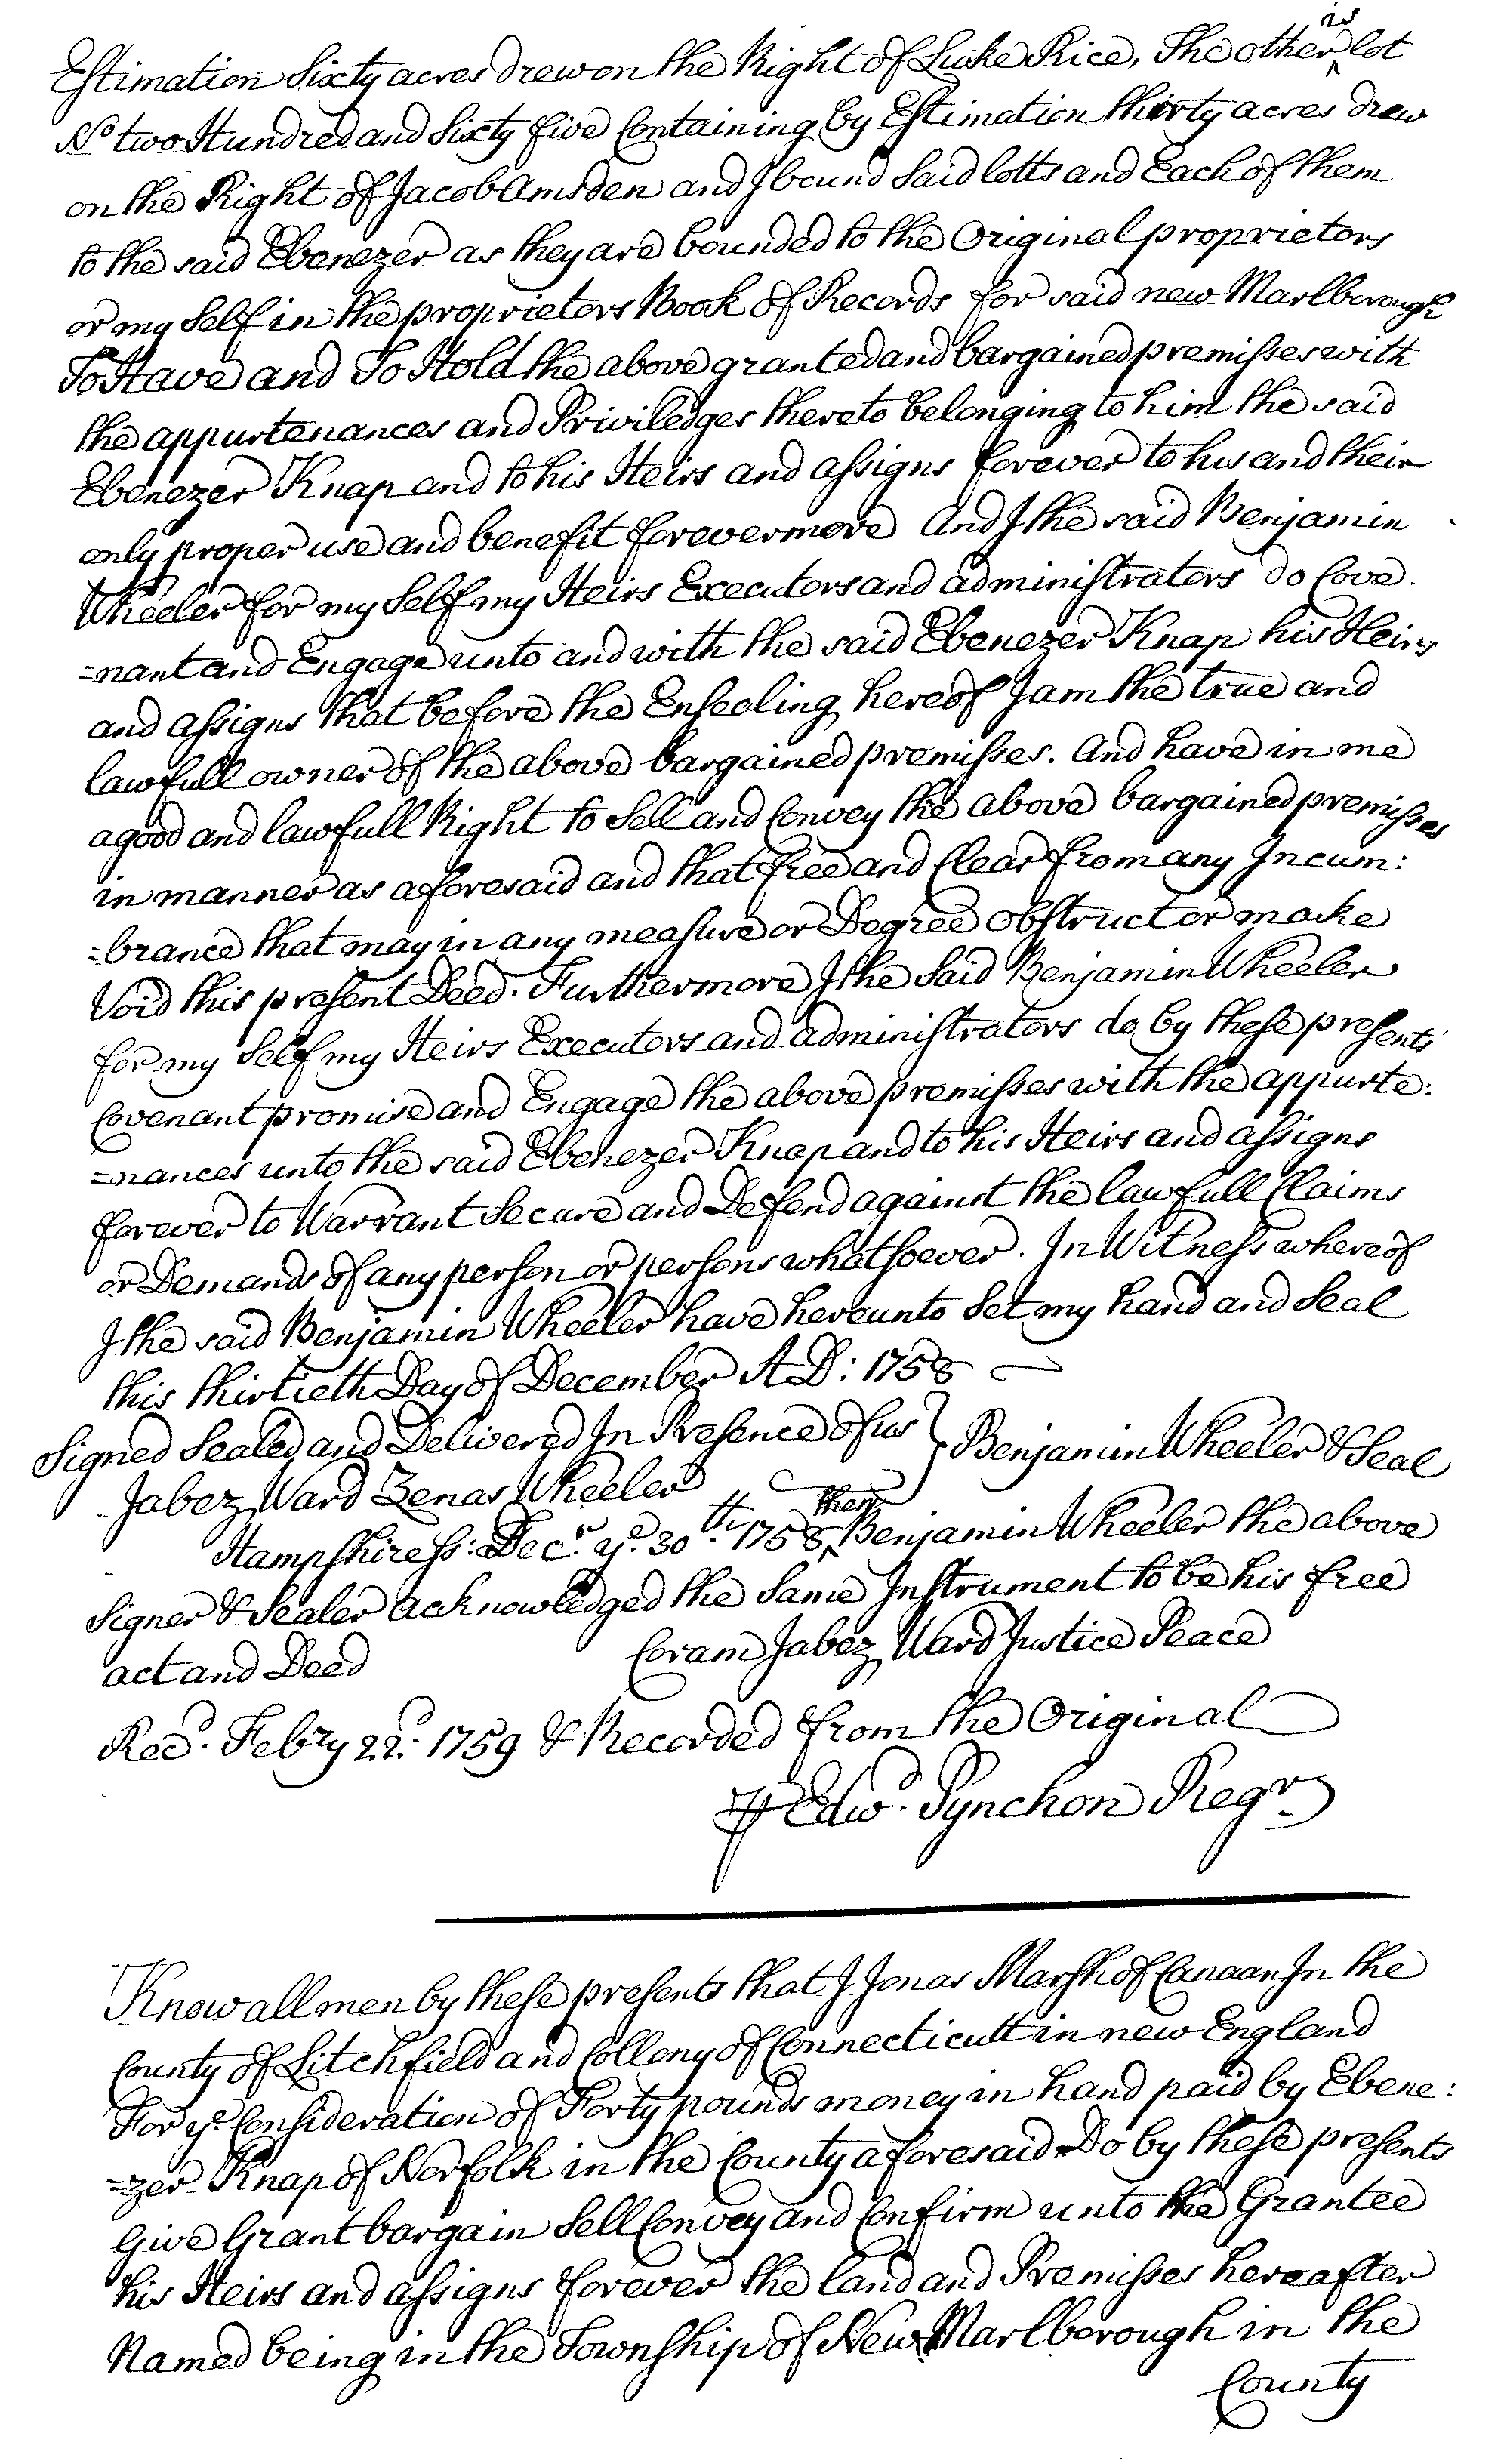 Estimation Sixty acres drew on the Right of Luke Rice, The other is lot
No two Hundred and Sixty five Containing by Estimation thirty acres drew
on the Right of Jacob Amsden and I bound Said lotts and Each of them
to the said Ebenezer as they are bounded to the Original proprietors
or my Self in the proprietors Book of Records for said new Marlborough
To Have and To Hold the above granted and bargained premisses with
the appurtenances and Priviledges thereto belonging to him the said
Ebenezer Knap and to his Heirs and assigns forever to his and their
only proper use and benefit forevermore And I the said Benjamin
Wheeler for my Self my Heirs Executors and administrators do Cove.
=nant and Engage unto and with the said Ebenezer Knap his Heirs
and assigns that before the Ensealing hereof I am the true and
lawfull owner of the above bargained premisses. And have in me
a good and lawfull Right to Sell and Convey the above bargained premisses
in manner as aforesaid and that free and Clear from any Incum:
=brance that may in any measure or Degree obstruct or make
Void this present Deed. Furthermore I the Said Benjamin Wheeler
for my Self my Heirs Executors and administrators do by these presents
Covenant promise and Engage the above premisses with the appurte:
=nances unto the said Ebenezer Knap and to his Heirs and assigns
forever to Warrant Secure and Defend against the lawfull Claims
or Demands of any person or persons whatsoever. In Witness whereof
I the said Benjamin Wheeler have hereunto Set my hand and Seal
this thirtieth Day of December A D: 1758
Signed Sealed and Delivered In Presence of us } Benjamin Wheeler & Seal
Jabez Ward Zenas Wheeler
Hampshire ss: Decr. ye. 30th. 1758 then Benjamin Wheeler the above
Signer & Sealer acknowledged the Same Instrument to be his free
act and Deed Coram Jabez Ward Justice Peace
Recd. Febry 22d. 1759 & Recorded from the Original
⅌ Edwd. Pynchon Regr
Know all men by these presents that I Jonas Marsh of Canaan In the
County of Litchfield and Collony of Connecticutt in new England
For ye. Consideration of Forty pounds money in hand paid by Ebene:
=zer Knap of Norfolk in the County aforesaid Do by these presents
Give Grant bargain Sell Convey and Confirm unto the Grantee
his Heirs and assigns forever the land and Premisses hereafter
Named being in the Township of New Marlborough in the
County